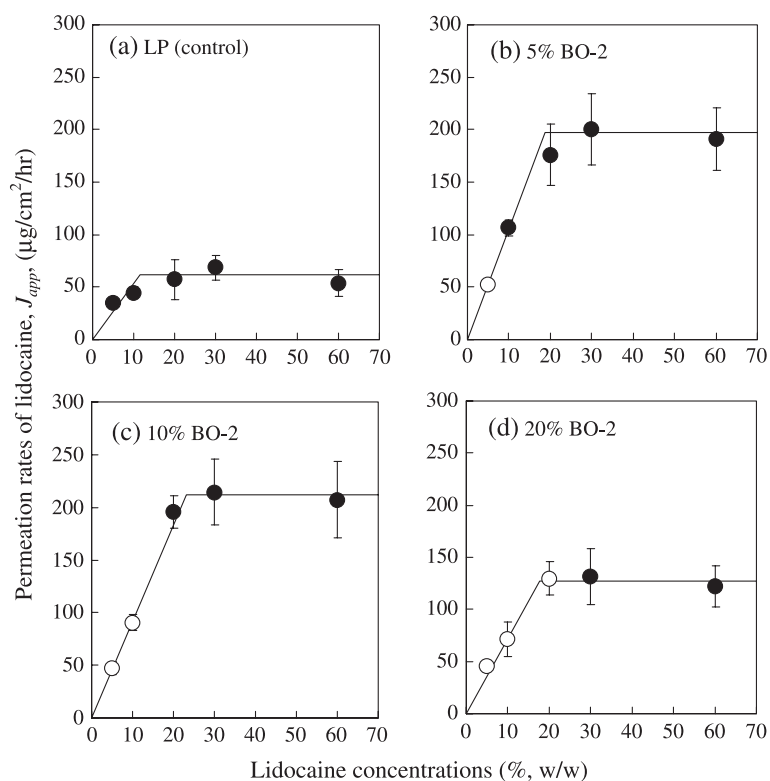 Permeation rates of lidocaine, Japp, (µg/cm²/hr)
(a) LP (control)
300
250
200
150
100
50
0
0 10 20 30 40 50 60 70
(b) 5% BO-2
300
250
200
150
100
50
0
0 10 20 30 40 50 60 70
(c) 10% BO-2
300
250
200
150
100
50
0
0 10 20 30 40 50 60 70
(d) 20% BO-2
300
250
200
150
100
50
0
0 10 20 30 40 50 60 70
Lidocaine concentrations (%, w/w)